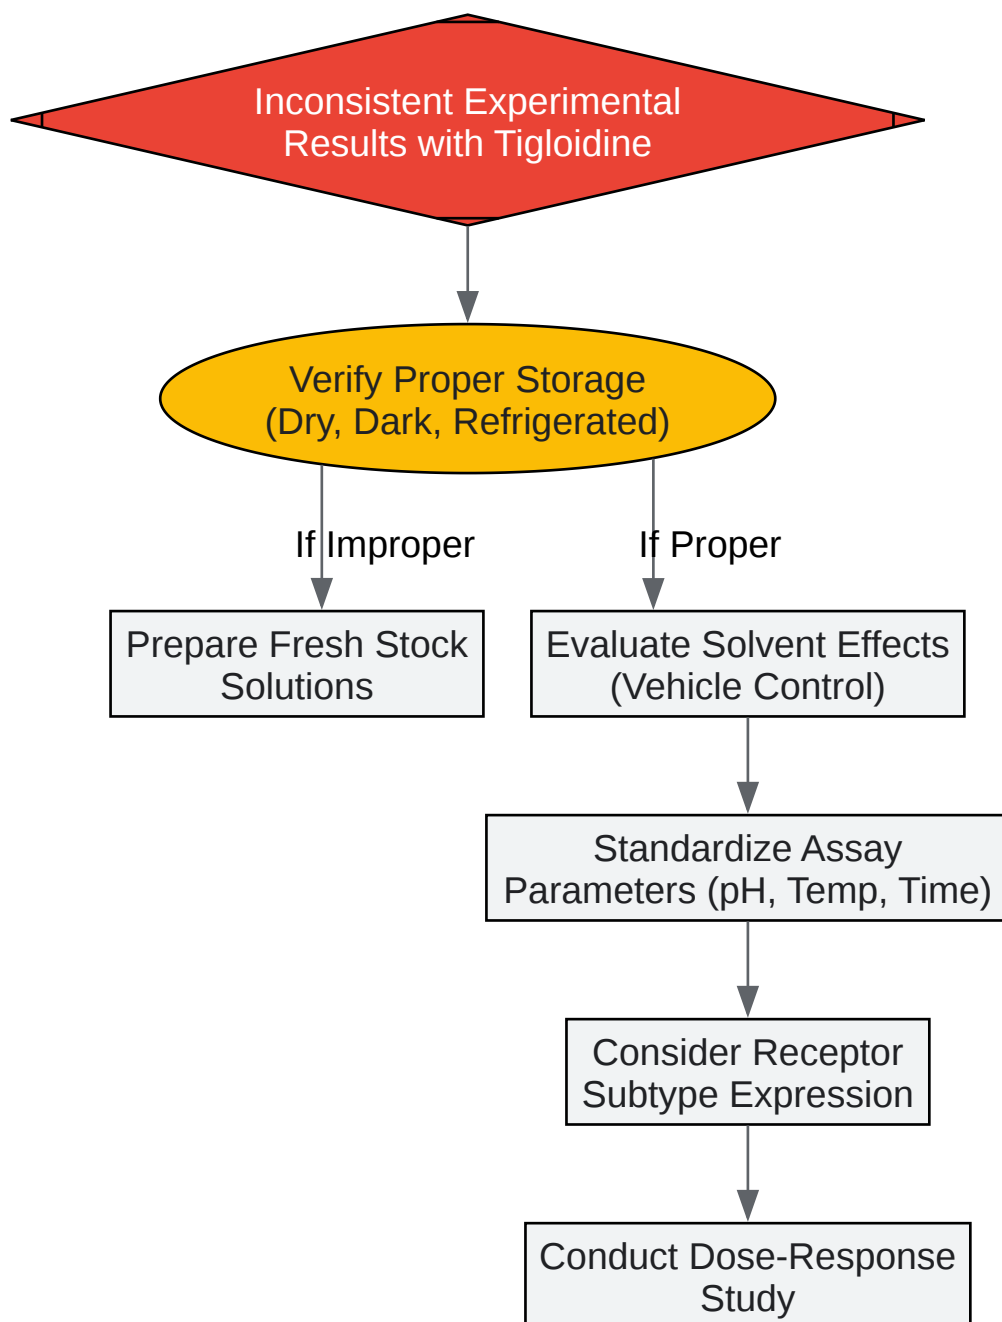 Inconsistent Experimental
Results with Tigloidine
Verify Proper Storage
(Dry, Dark, Refrigerated)
If Improper
If Proper
Prepare Fresh Stock
Solutions
Evaluate Solvent Effects
(Vehicle Control)
Standardize Assay
Parameters (pH, Temp, Time)
Consider Receptor
Subtype Expression
Conduct Dose-Response
Study